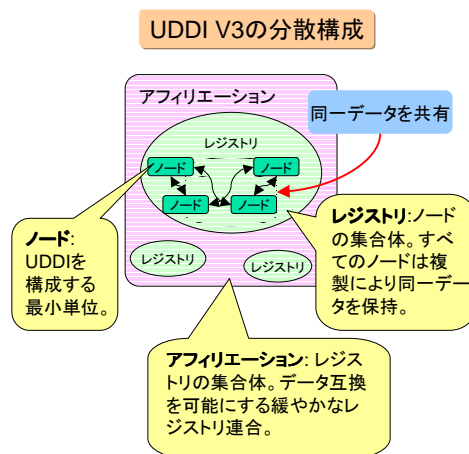 UDDI V3の分散構成
アフィリエーション
同一データを共有
レジストリ
ノード
ノード
ノード
ノード
ノード:
UDDIを
構成する
最小単位。
レジストリ:ノード
の集合体。すべ
てのノードは複
製により同一デー
タを保持。
レジストリ
レジストリ
アフィリエーション: レジス
トリの集合体。データ互換
を可能にする緩やかなレ
ジストリ連合。